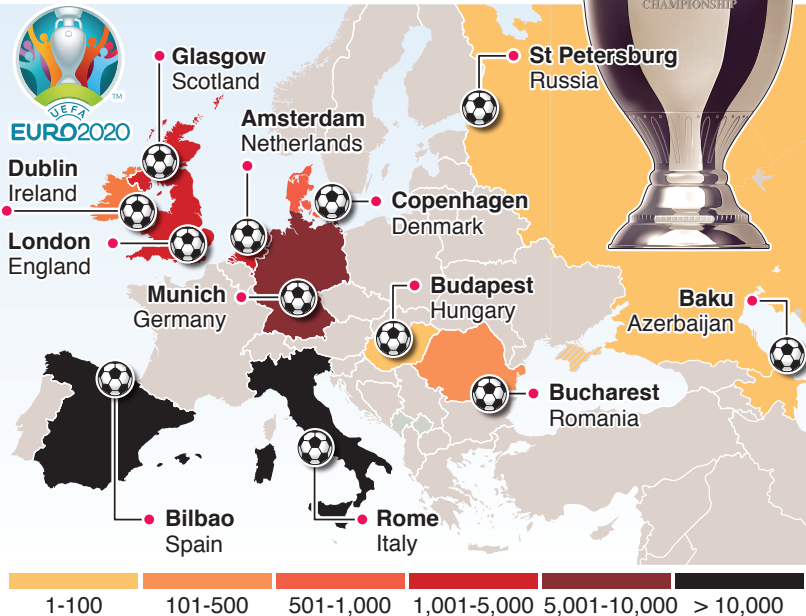 CHAMPIONSHIP
UEFA
EURO2020
TM
Glasgow
Scotland
St Petersburg
Russia
Amsterdam
Netherlands
Dublin
Ireland
Copenhagen
Denmark
London
England
Munich
Germany
Budapest
Hungary
Baku
Azerbaijan
Bucharest
Romania
Bilbao
Spain
Rome
Italy
1-100
101-500
501-1,000
1,001-5,000
5,001-10,000
> 10,000